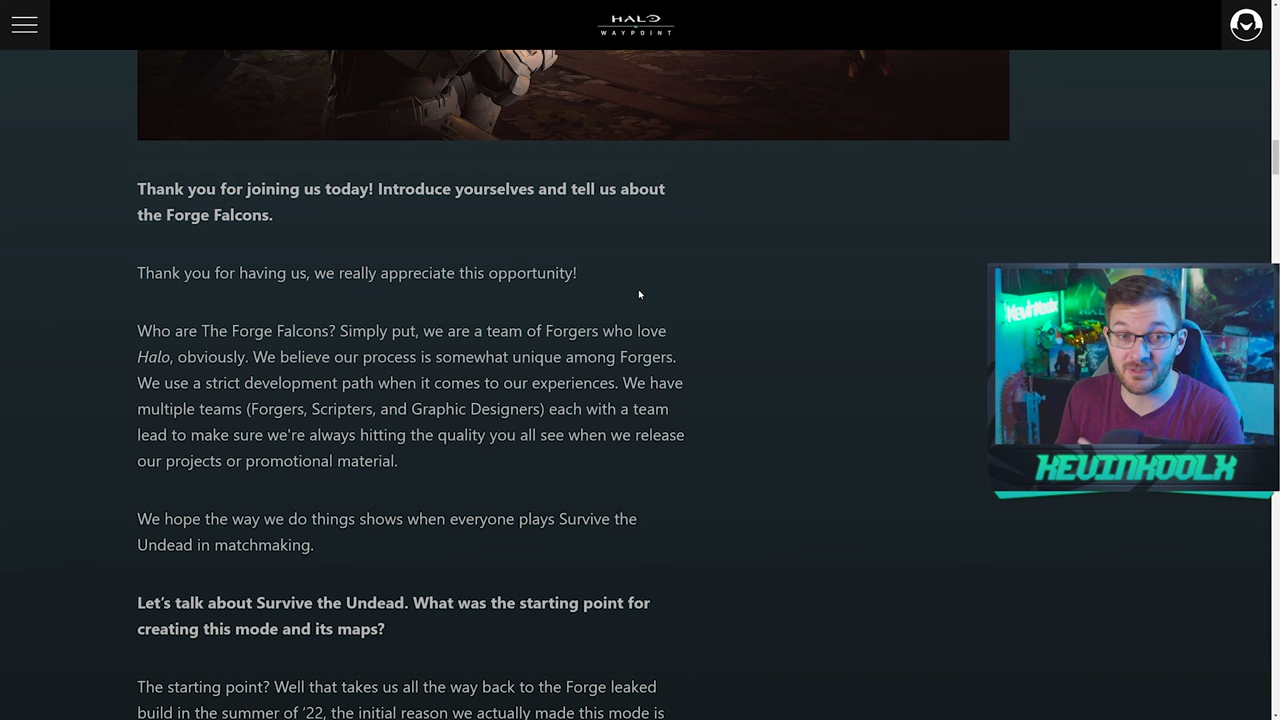 HALO
WAYPOINT
Thank you for joining us today! Introduce yourselves and tell us about
the Forge Falcons.
Thank you for having us, we really appreciate this opportunity!
Who are The Forge Falcons? Simply put, we are a team of Forgers who love
Halo, obviously. We believe our process is somewhat unique among Forgers.
We use a strict development path when it comes to our experiences. We have
multiple teams (Forgers, Scripters, and Graphic Designers) each with a team
lead to make sure we're always hitting the quality you all see when we release
our projects or promotional material.
We hope the way we do things shows when everyone plays Survive the
Undead in matchmaking.
Let’s talk about Survive the Undead. What was the starting point for
creating this mode and its maps?
The starting point? Well that takes us all the way back to the Forge leaked
build in the summer of ‘22, the initial reason we actually made this mode is
KevinKoolx
KEVINKOOLX